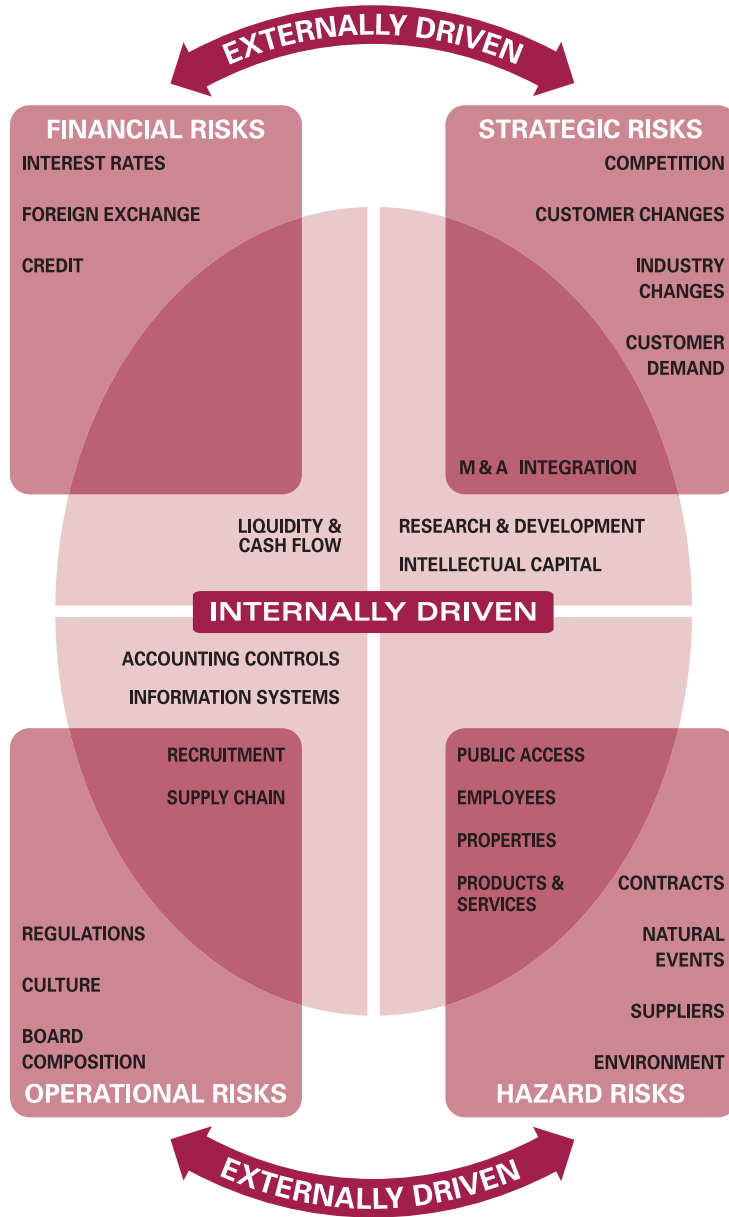 EXTERNALLY DRIVEN
FINANCIAL RISKS
INTEREST RATES
FOREIGN EXCHANGE
CREDIT
STRATEGIC RISKS
COMPETITION
CUSTOMER CHANGES
INDUSTRY
CHANGES
CUSTOMER
DEMAND
M & A INTEGRATION
LIQUIDITY &
CASH FLOW
RESEARCH & DEVELOPMENT
INTELLECTUAL CAPITAL
INTERNALLY DRIVEN
ACCOUNTING CONTROLS
INFORMATION SYSTEMS
RECRUITMENT
SUPPLY CHAIN
REGULATIONS
CULTURE
BOARD
COMPOSITION
OPERATIONAL RISKS
PUBLIC ACCESS
EMPLOYEES
PROPERTIES
PRODUCTS &
SERVICES
CONTRACTS
NATURAL
EVENTS
SUPPLIERS
ENVIRONMENT
HAZARD RISKS
EXTERNALLY DRIVEN